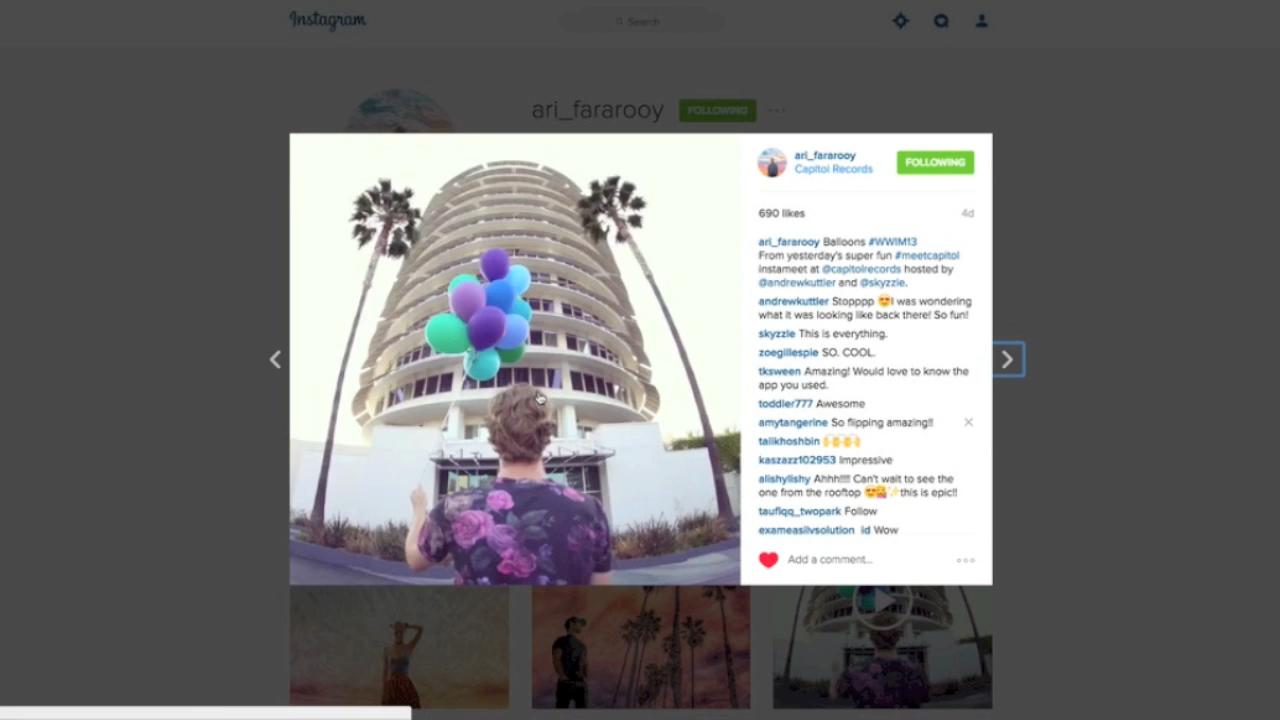 Instagram
Search
ari_fararooy FOLLOWING
ari_fararooy
Capitol Records
FOLLOWING
690 likes 4d
ari_fararooy Balloons #WWIM13
From yesterday's super fun #meetcapitol
instameet at @capitolrecords hosted by
@andrewkuttler and @skyzzle.
andrewkuttler Stopppp 😍I was wondering
what it was looking like back there! So fun!
skyzzle This is everything.
zoegillespie SO. COOL.
tksween Amazing! Would love to know the
app you used.
toddler777 Awesome
amytangerine So flipping amazing!!
talikhoshbin 🙌🙌🙌
kaszazz102953 Impressive
alishylishy Ahhh!!!! Can't wait to see the
one from the rooftop this is epic!!
taufiqq_twopark Follow
exameasilysolution_id Wow
Add a comment...